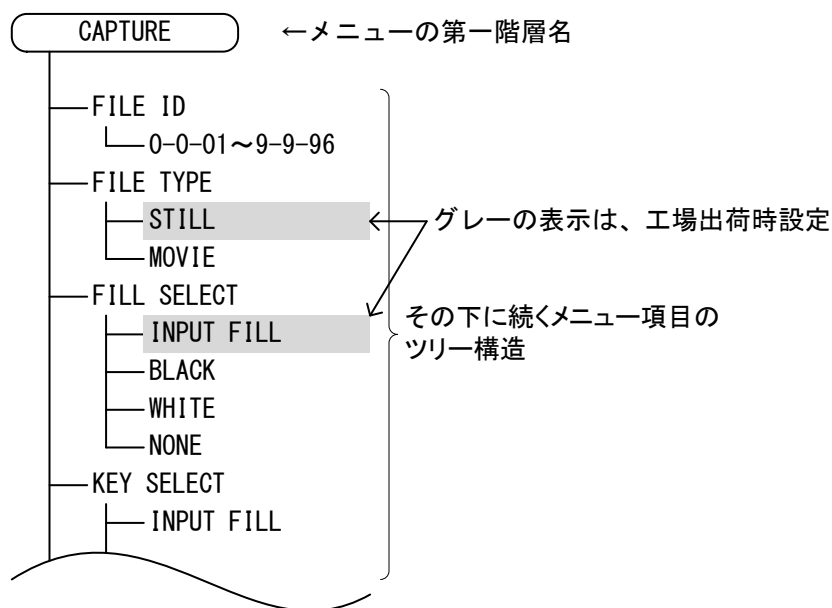 CAPTURE
←メニューの第一階層名
FILE ID
0-0-01～9-9-96
FILE TYPE
STILL
グレーの表示は、工場出荷時設定
MOVIE
FILL SELECT
INPUT FILL
その下に続くメニュー項目の
ツリー構造
BLACK
WHITE
NONE
KEY SELECT
INPUT FILL